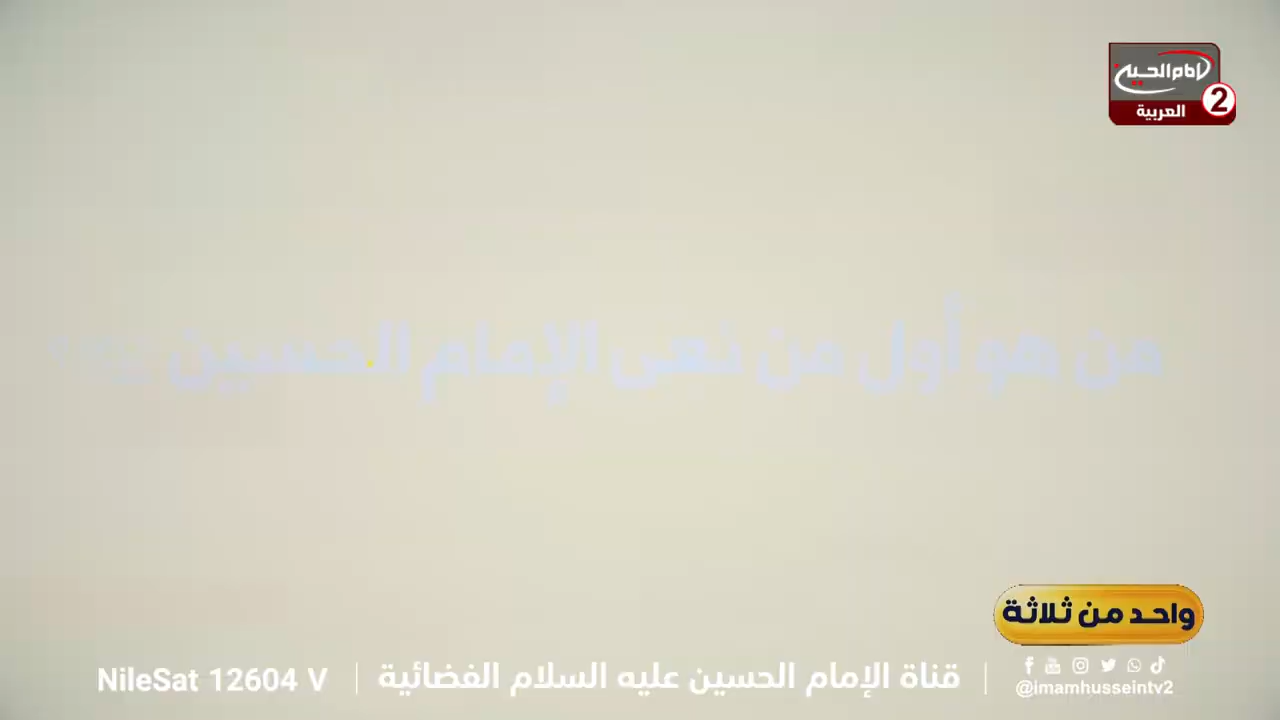 امام الحسين
2
العربية
من هو أول من نعى الإمام الحسين
واحد من ثلاثة
NileSat 12604 V | قناة الإمام الحسين عليه السلام الفضائية |
@imamhusseintv2